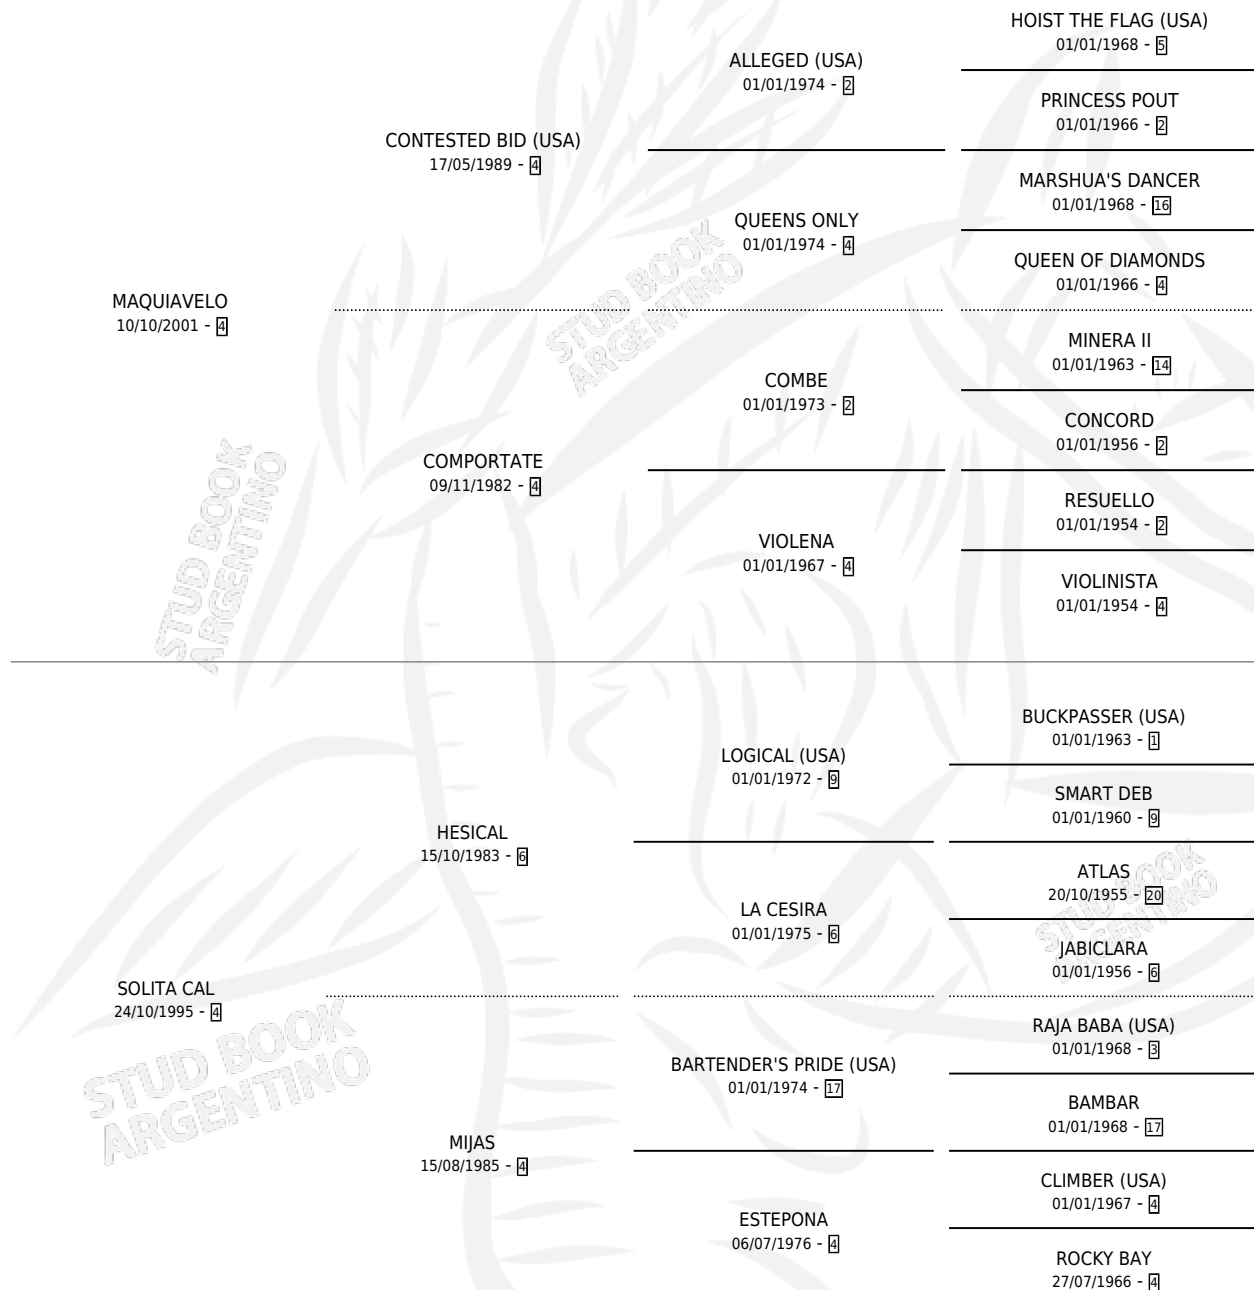 HOIST THE FLAG (USA)
01/01/1968 - 5
ALLEGED (USA)
01/01/1974 - 2
PRINCESS POUT
01/01/1966 - 2
CONTESTED BID (USA)
17/05/1989 - 4
MARSHUA'S DANCER
01/01/1968 - 16
QUEENS ONLY
01/01/1974 - 4
QUEEN OF DIAMONDS
01/01/1966 - 4
MAQUIAVELO
10/10/2001 - 4
MINERA II
01/01/1963 - 14
COMBE
01/01/1973 - 2
CONCORD
01/01/1956 - 2
COMPORTATE
09/11/1982 - 4
RESUELLO
01/01/1954 - 2
VIOLENA
01/01/1967 - 4
VIOLINISTA
01/01/1954 - 4
BUCKPASSER (USA)
01/01/1963 - 1
LOGICAL (USA)
01/01/1972 - 9
SMART DEB
01/01/1960 - 9
HESICAL
15/10/1983 - 6
ATLAS
20/10/1955 - 20
LA CESIRA
01/01/1975 - 6
JABICLARA
01/01/1956 - 6
SOLITA CAL
24/10/1995 - 4
RAJA BABA (USA)
01/01/1968 - 3
BARTENDER'S PRIDE (USA)
01/01/1974 - 17
BAMBAR
01/01/1968 - 17
MIJAS
15/08/1985 - 4
CLIMBER (USA)
01/01/1967 - 4
ESTEPONA
06/07/1976 - 4
ROCKY BAY
27/07/1966 - 4
STUD BOOK
ARGENTINO
STUD BOOK
ARGENTINO
STUD BOOK
ARGENTINO
STUD BOOK
ARGENTINO